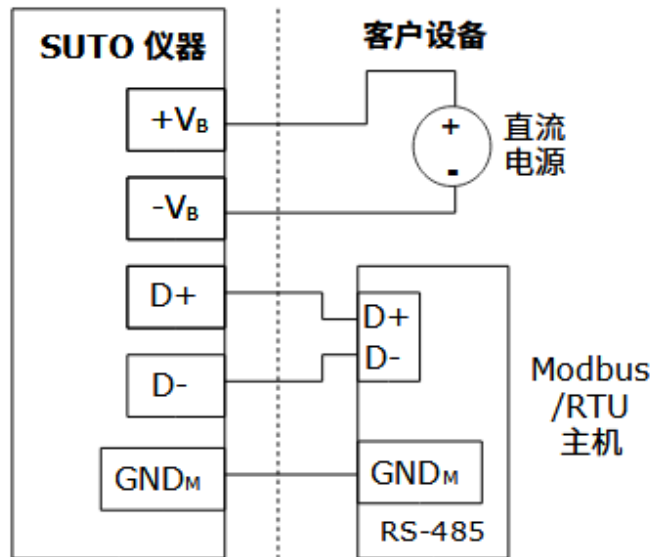 SUTO 仪器
客户设备
+VB
+
-
直流
电源
-VB
D+
D-
GNDM
D+
D-
GNDM
RS-485
Modbus
/RTU
主机